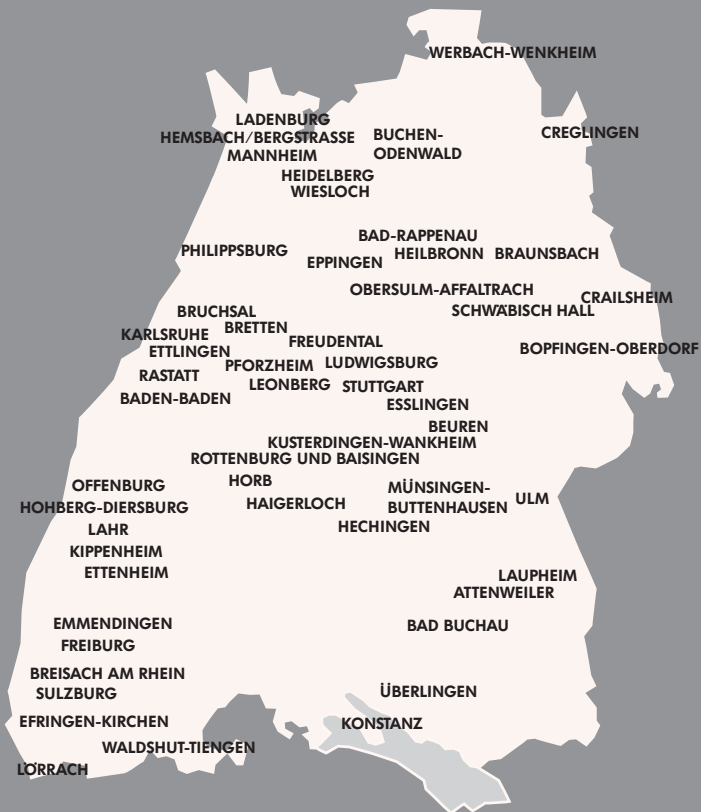 WERBACH-WENKHEIM
LADENBURG
HEMSBACH/BERGSTRASSE
MANNHEIM
BUCHEN-
ODENWALD
CREGLINGEN
HEIDELBERG
WIESLOCH
PHILIPPSBURG
BAD-RAPPENAU
EPPINGEN
HEILBRONN
BRAUNSBACH
OBERSULM-AFFALTRACH
CRAILSHEIM
SCHWÄBISCH HALL
BRUCHSAL
BRETTEN
KARLSRUHE
FREUDENTAL
ETTLINGEN
BOPFINGEN-OBERDORF
PFORZHEIM
LUDWIGSBURG
RASTATT
LEONBERG
STUTTGART
BADEN-BADEN
ESSLINGEN
BEUREN
KUSTERDINGEN-WANKHEIM
ROTTENBURG UND BAISINGEN
HORB
OFFENBURG
MÜNSINGEN-
BUTTENHAUSEN
ULM
HAIGERLOCH
HOHBERG-DIERSBURG
HECHINGEN
LAHR
KIPPENHEIM
ETTENHEIM
LAUPHEIM
ATTENWEILER
EMMENDINGEN
BAD BUCHAU
FREIBURG
BREISACH AM RHEIN
SULZBURG
ÜBERLINGEN
EFRINGEN-KIRCHEN
KONSTANZ
WALDSHUT-TIENGEN
LÖRRACH